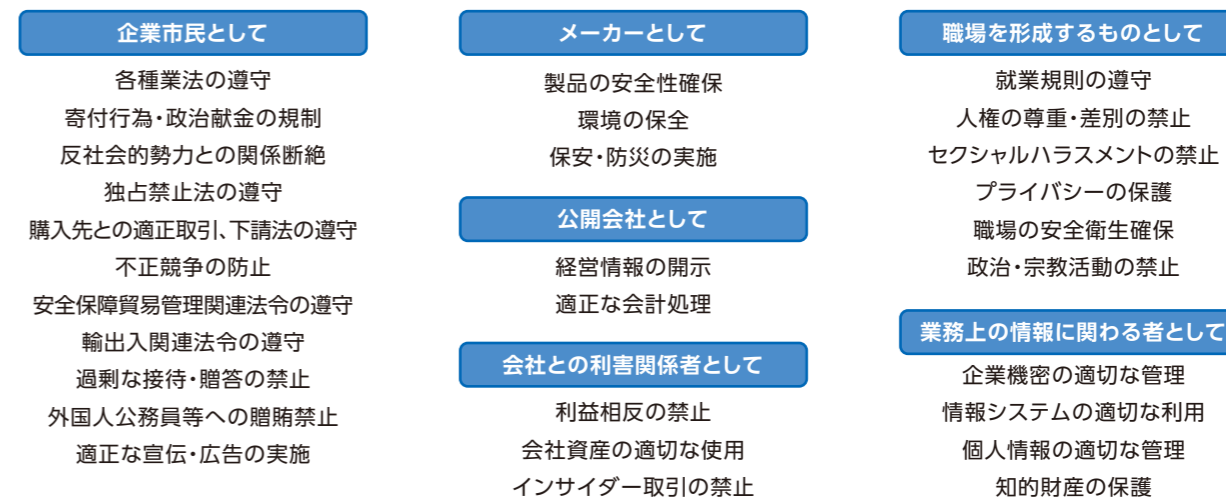 企業市民として
各種業法の遵守
寄付行為・政治献金の規制
反社会的勢力との関係断絶
独占禁止法の遵守
購入先との適正取引、下請法の遵守
不正競争の防止
安全保障貿易管理関連法令の遵守
輸出入関連法令の遵守
過剰な接待・贈答の禁止
外国人公務員等への贈賄禁止
適正な宣伝・広告の実施
メーカーとして
製品の安全性確保
環境の保全
保安・防災の実施
公開会社として
経営情報の開示
適正な会計処理
会社との利害関係者として
利益相反の禁止
会社資産の適切な使用
インサイダー取引の禁止
職場を形成するものとして
就業規則の遵守
人権の尊重・差別の禁止
セクシャルハラスメントの禁止
プライバシーの保護
職場の安全衛生確保
政治・宗教活動の禁止
業務上の情報に関わる者として
企業機密の適切な管理
情報システムの適切な利用
個人情報の適切な管理
知的財産の保護